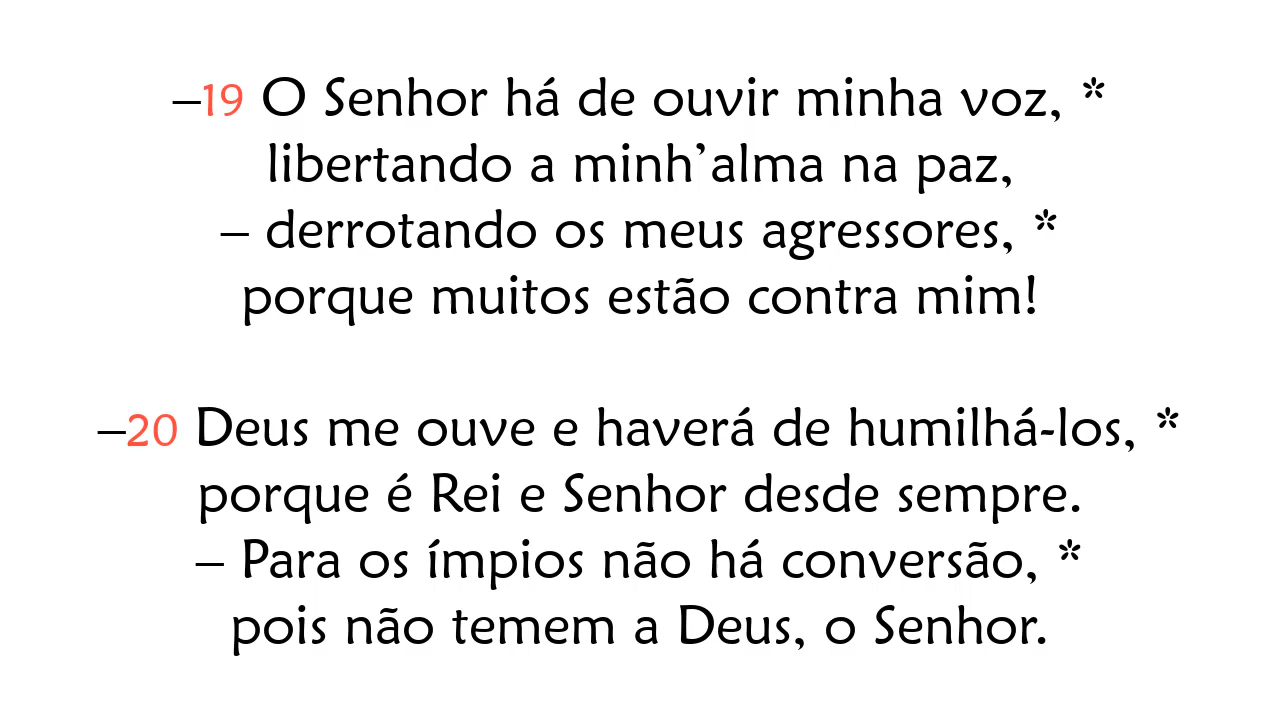 –19 O Senhor há de ouvir minha voz, *
libertando a minh’alma na paz,
– derrotando os meus agressores, *
porque muitos estão contra mim!
–20 Deus me ouve e haverá de humilhá-los, *
porque é Rei e Senhor desde sempre.
– Para os ímpios não há conversão, *
pois não temem a Deus, o Senhor.